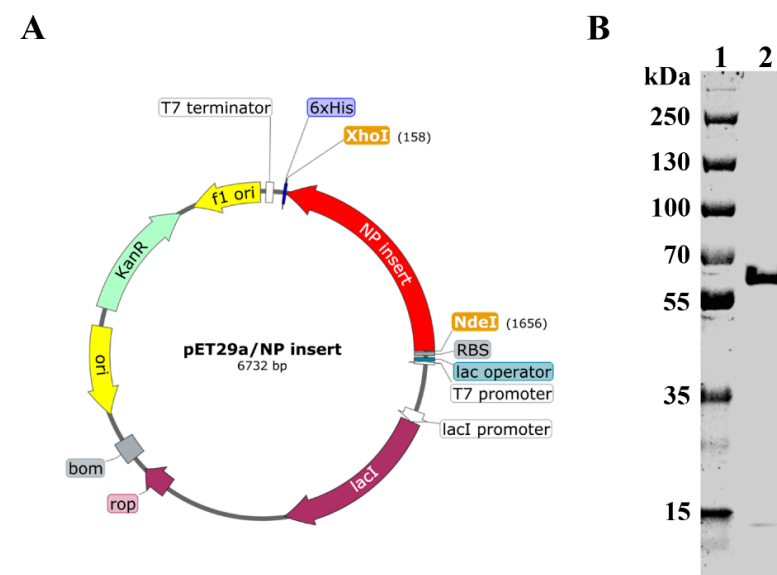 A
T7 terminator
6xHis
XhoI (158)
f1 ori
KanR
NP insert
NdeI (1656)
RBS
pET29a/NP insert
6732 bp
ori
lac operator
T7 promoter
lacI promoter
bom
lacI
rop
B
1 2
kDa
250
130
100
70
55
35
15